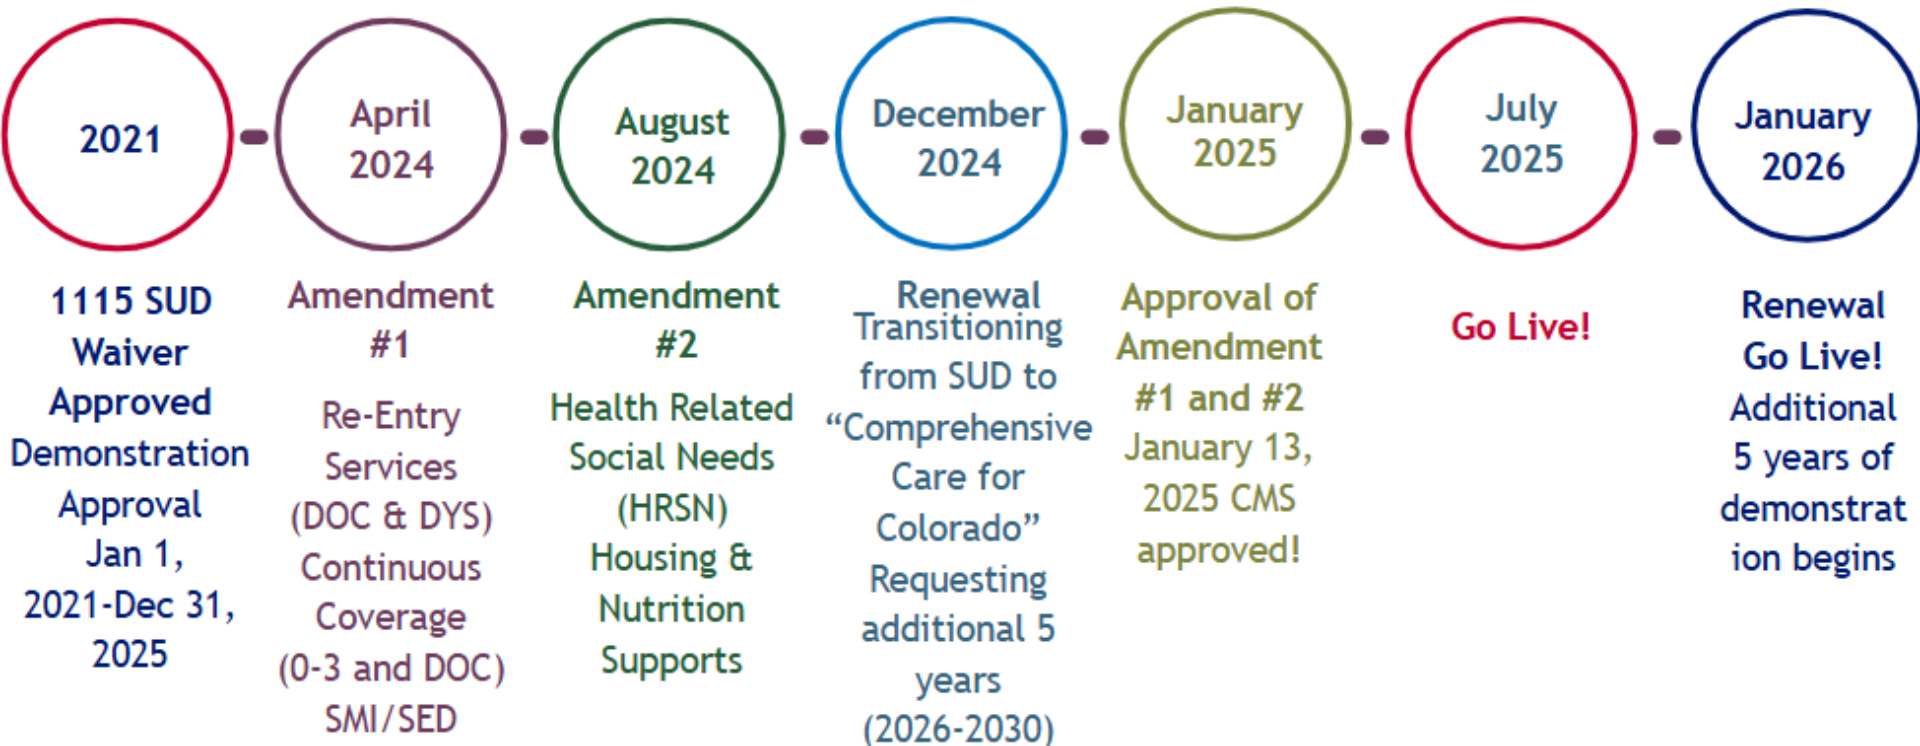 2021
1115 SUD
Waiver
Approved
Demonstration
Approval
Jan 1,
2021-Dec 31,
2025
April
2024
Amendment
#1
Re-Entry
Services
(DOC & DYS)
Continuous
Coverage
(0-3 and DOC)
SMI/SED
August
2024
Amendment
#2
Health Related
Social Needs
(HRSN)
Housing &
Nutrition
Supports
December
2024
Renewal
Transitioning
from SUD to
“Comprehensive
Care for
Colorado”
Requesting
additional 5
years
(2026-2030)
January
2025
Approval of
Amendment
#1 and #2
January 13,
2025 CMS
approved!
July
2025
Go Live!
January
2026
Renewal
Go Live!
Additional
5 years of
demonstrat
ion begins